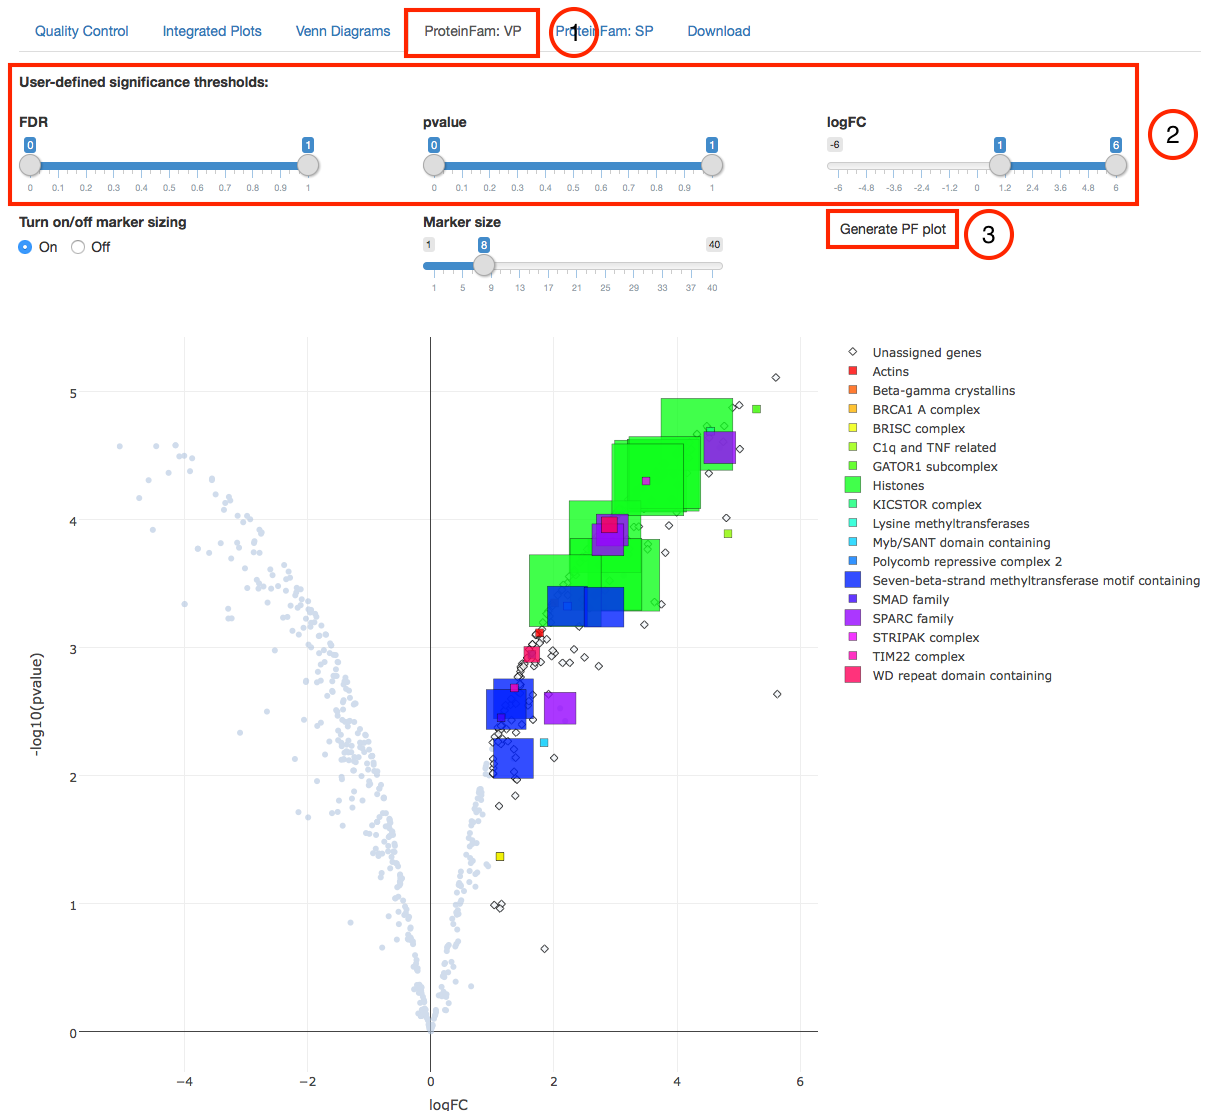 Quality Control Integrated Plots Venn Diagrams ProteinFam: VP 1 ProteinFam: SP Download
User-defined significance thresholds:
FDR pvalue logFC
2
0 1 0 1 -6 1 6
0 0.1 0.2 0.3 0.4 0.5 0.6 0.7 0.8 0.9 1 0 0.1 0.2 0.3 0.4 0.5 0.6 0.7 0.8 0.9 1 -6 -4.8 -3.6 -2.4 -1.2 0 1.2 2.4 3.6 4.8 6
Turn on/off marker sizing Marker size Generate PF plot 3
On Off 1 8 40
1 5 9 13 17 21 25 29 33 37 40
Unassigned genes
Actins
Beta-gamma crystallins
BRCA1 A complex
BRISC complex
C1q and TNF related
GATOR1 subcomplex
Histones
KICSTOR complex
Lysine methyltransferases
Myb/SANT domain containing
Polycomb repressive complex 2
Seven-beta-strand methyltransferase motif containing
SMAD family
SPARC family
STRIPAK complex
TIM22 complex
WD repeat domain containing
-log10(pvalue)
5
4
3
2
1
0
−4 −2 0 2 4 6
logFC